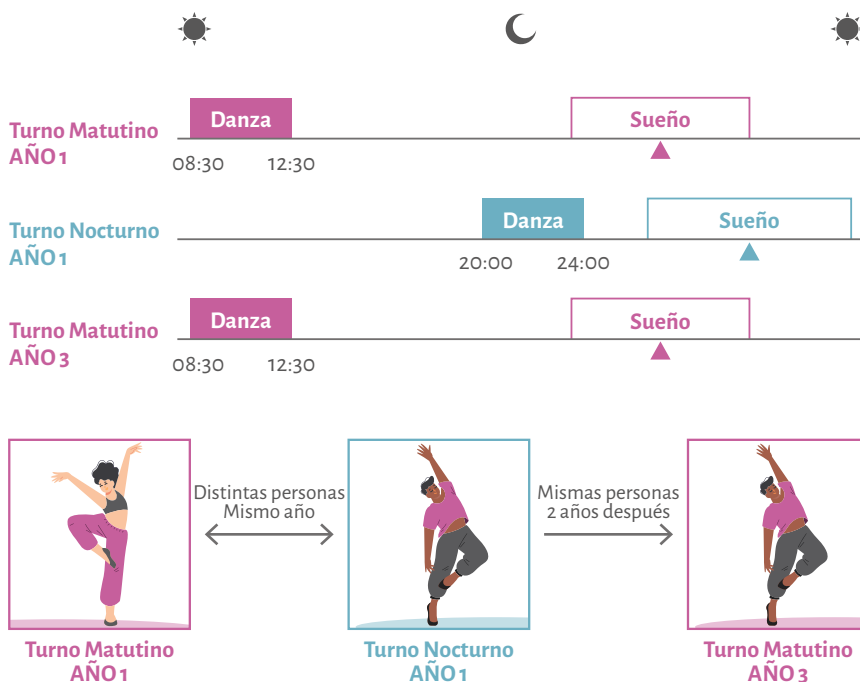 Turno Matutino
AÑO 1
Danza
Sueño
08:30 12:30
Turno Nocturno
AÑO 1
Danza
Sueño
20:00 24:00
Turno Matutino
AÑO 3
Danza
Sueño
08:30 12:30
Distintas personas
Mismo año
Mismas personas
2 años después
Turno Matutino
AÑO 1
Turno Nocturno
AÑO 1
Turno Matutino
AÑO 3